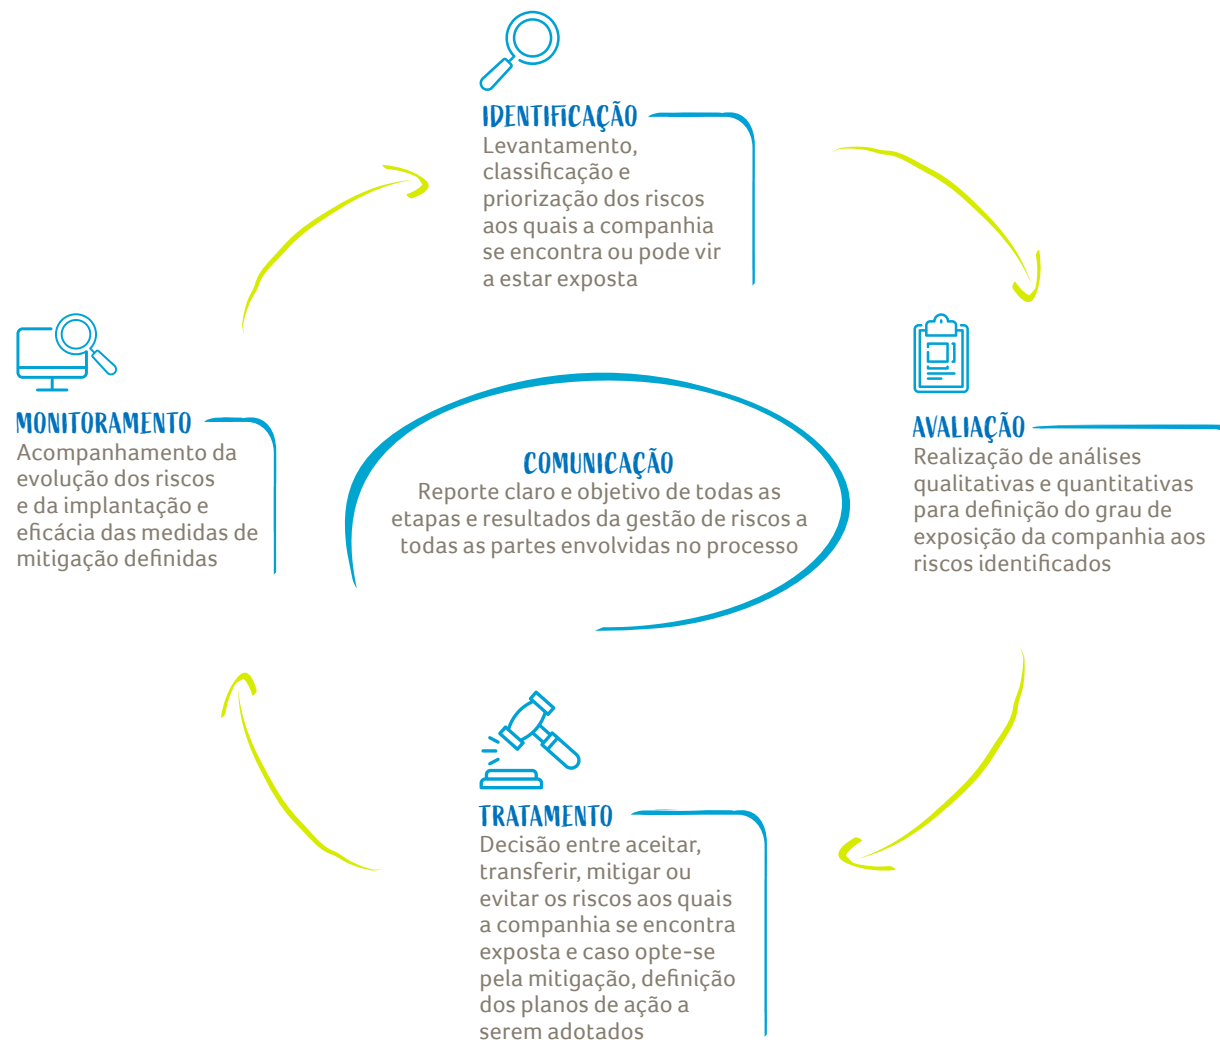 IDENTIFICAÇÃO
Levantamento,
classificação e
priorização dos riscos
aos quais a companhia
se encontra ou pode vir
a estar exposta
MONITORAMENTO
Acompanhamento da
evolução dos riscos
e da implantação e
eficácia das medidas de
mitigação definidas
COMUNICAÇÃO
Reporte claro e objetivo de todas as
etapas e resultados da gestão de riscos a
todas as partes envolvidas no processo
AVALIAÇÃO
Realização de análises
qualitativas e quantitativas
para definição do grau de
exposição da companhia aos
riscos identificados
TRATAMENTO
Decisão entre aceitar,
transferir, mitigar ou
evitar os riscos aos quais
a companhia se encontra
exposta e caso opte-se
pela mitigação, definição
dos planos de ação a
serem adotados